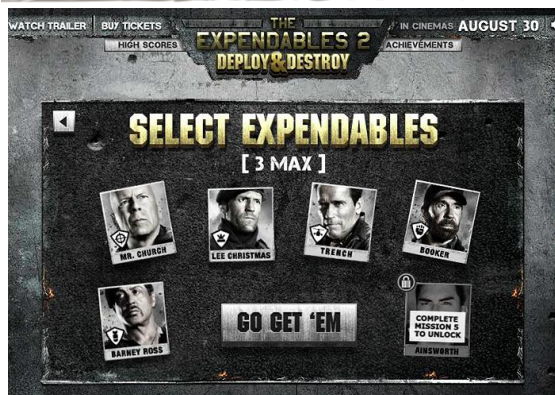 WATCH TRAILER
BUY TICKETS
THE
EXPENDABLES 2
DEPLOY & DESTROY
IN CINEMAS AUGUST 30
HIGH SCORES
ACHIEVEMENTS
SELECT EXPENDABLES
[ 3 MAX ]
MR. CHURCH
LEE CHRISTMAS
TRENCH
BOOKER
BARNEY ROSS
GO GET 'EM
COMPLETE
MISSION 5
TO UNLOCK
AINSWORTH